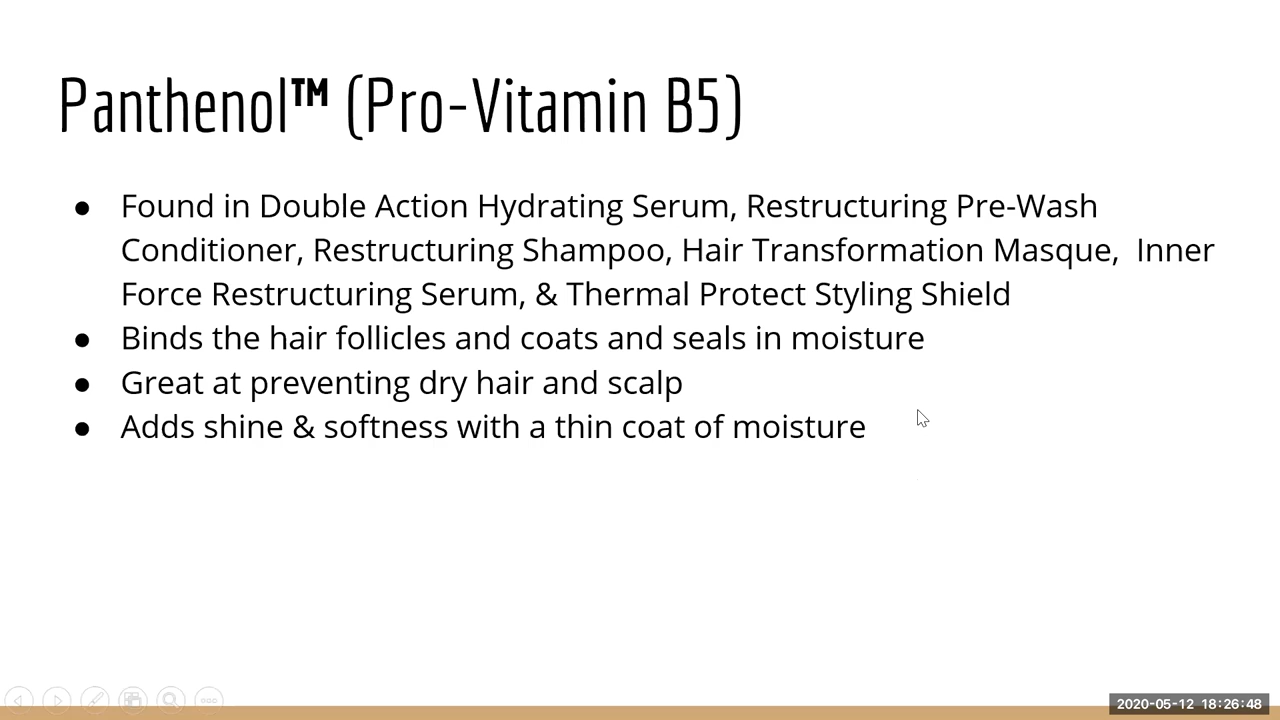 Panthenol™ (Pro-Vitamin B5)
● Found in Double Action Hydrating Serum, Restructuring Pre-Wash
Conditioner, Restructuring Shampoo, Hair Transformation Masque,  Inner
Force Restructuring Serum, & Thermal Protect Styling Shield
● Binds the hair follicles and coats and seals in moisture
● Great at preventing dry hair and scalp
● Adds shine & softness with a thin coat of moisture
2020-05-12 18:26:48